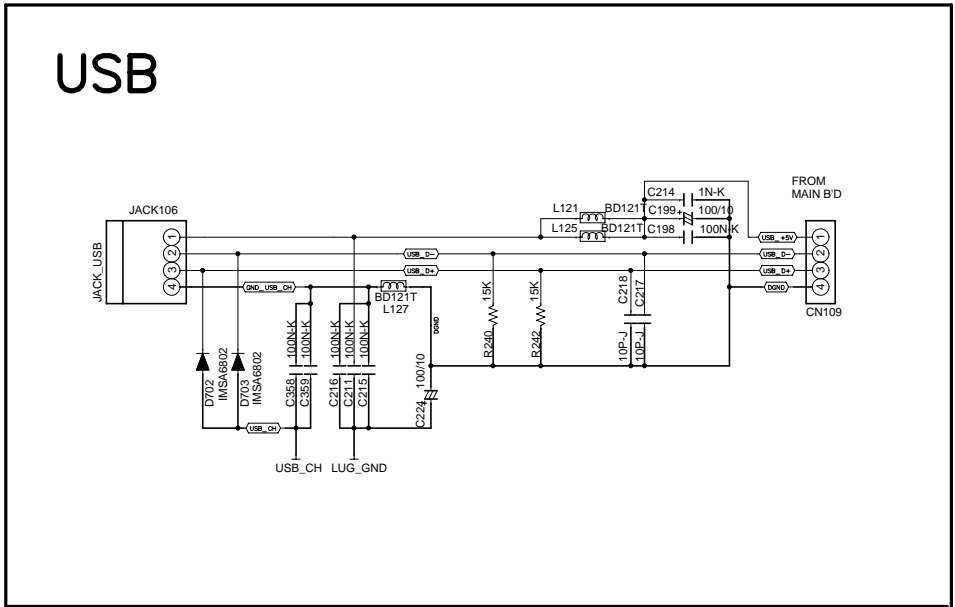 USB
FROM
MAIN B'D
JACK106
JACK_USB
1
2
3
4
C214 1N-K
L121 BD121T C199 + 100/10
L125 BD121T C198 100N-K
USB_+5V
USB_D- USB_D-
USB_D+ USB_D+
GND_USB_CH DGND
1
2
3
4
CN109
BD121T
L127
DGND
15K
R240
15K
R242
C218
10P-J
C217
10P-J
D702
IMSA6802
D703
IMSA6802
100N-K
C358
100N-K
C359
100N-K
C216
100N-K
C211
100N-K
C215
100/10
C224 +
USB_CH
USB_CH LUG_GND